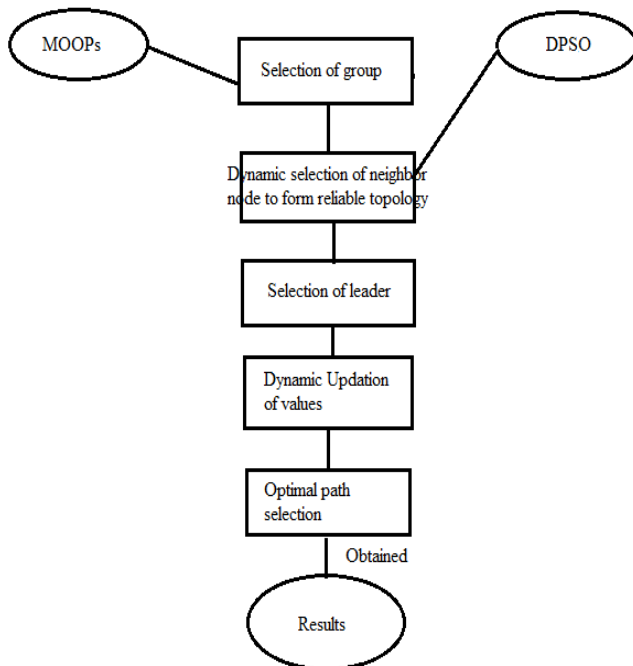 MOOPs
DPSO
Selection of group
Dynamic selection of neighbor
node to form reliable topology
Selection of leader
Dynamic Updation
of values
Optimal path
selection
Obtained
Results